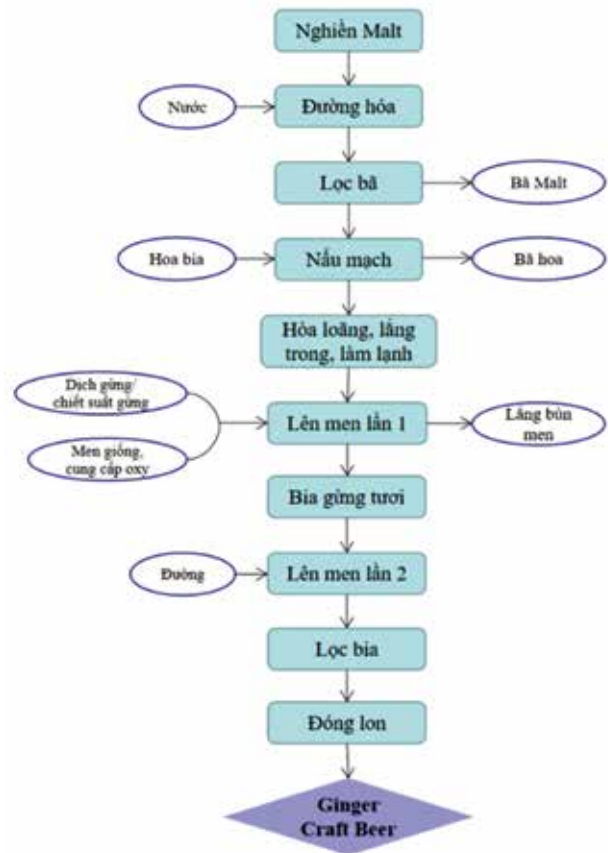 Nghiền Malt
Nước
Đường hóa
Lọc bã
Bã Malt
Hoa bia
Nấu mạch
Bã hoa
Hòa loãng, lắng
trong, làm lạnh
Dịch gừng/
chiết suất gừng
Men giống,
cung cấp oxy
Lên men lần 1
Lắng bùn
men
Bia gừng tươi
Đường
Lên men lần 2
Lọc bia
Đóng lon
Ginger
Craft Beer